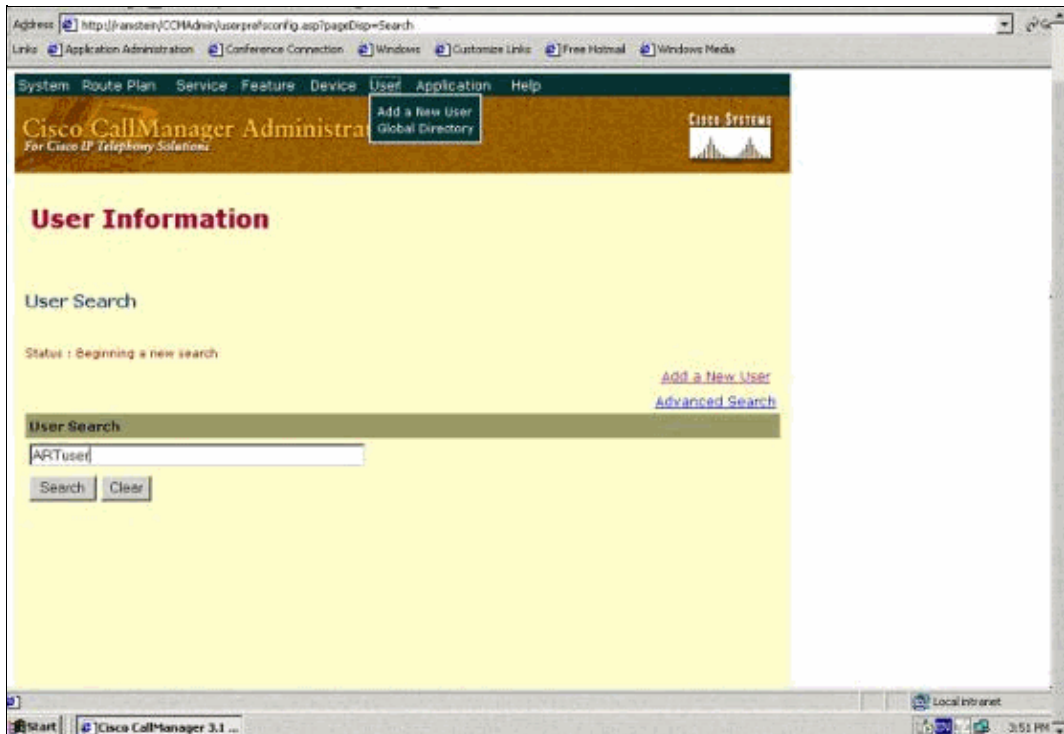 Address http://ramstein/CCMAdmin/userprefsconfig.asp?pageDisp=Search
Links Application Administration Conference Connection Windows Customize Links Free Hotmail Windows Media
System Route Plan Service Feature Device User Application Help
Add a New User
Global Directory
Cisco CallManager Administra
For Cisco IP Telephony Solutions
CISCO SYSTEMS
User Information
User Search
Status : Beginning a new search
Add a New User
Advanced Search
User Search
ARTuser
Search Clear
Local intranet
Start Cisco CallManager 3.1 ...
EN 3:51 PM